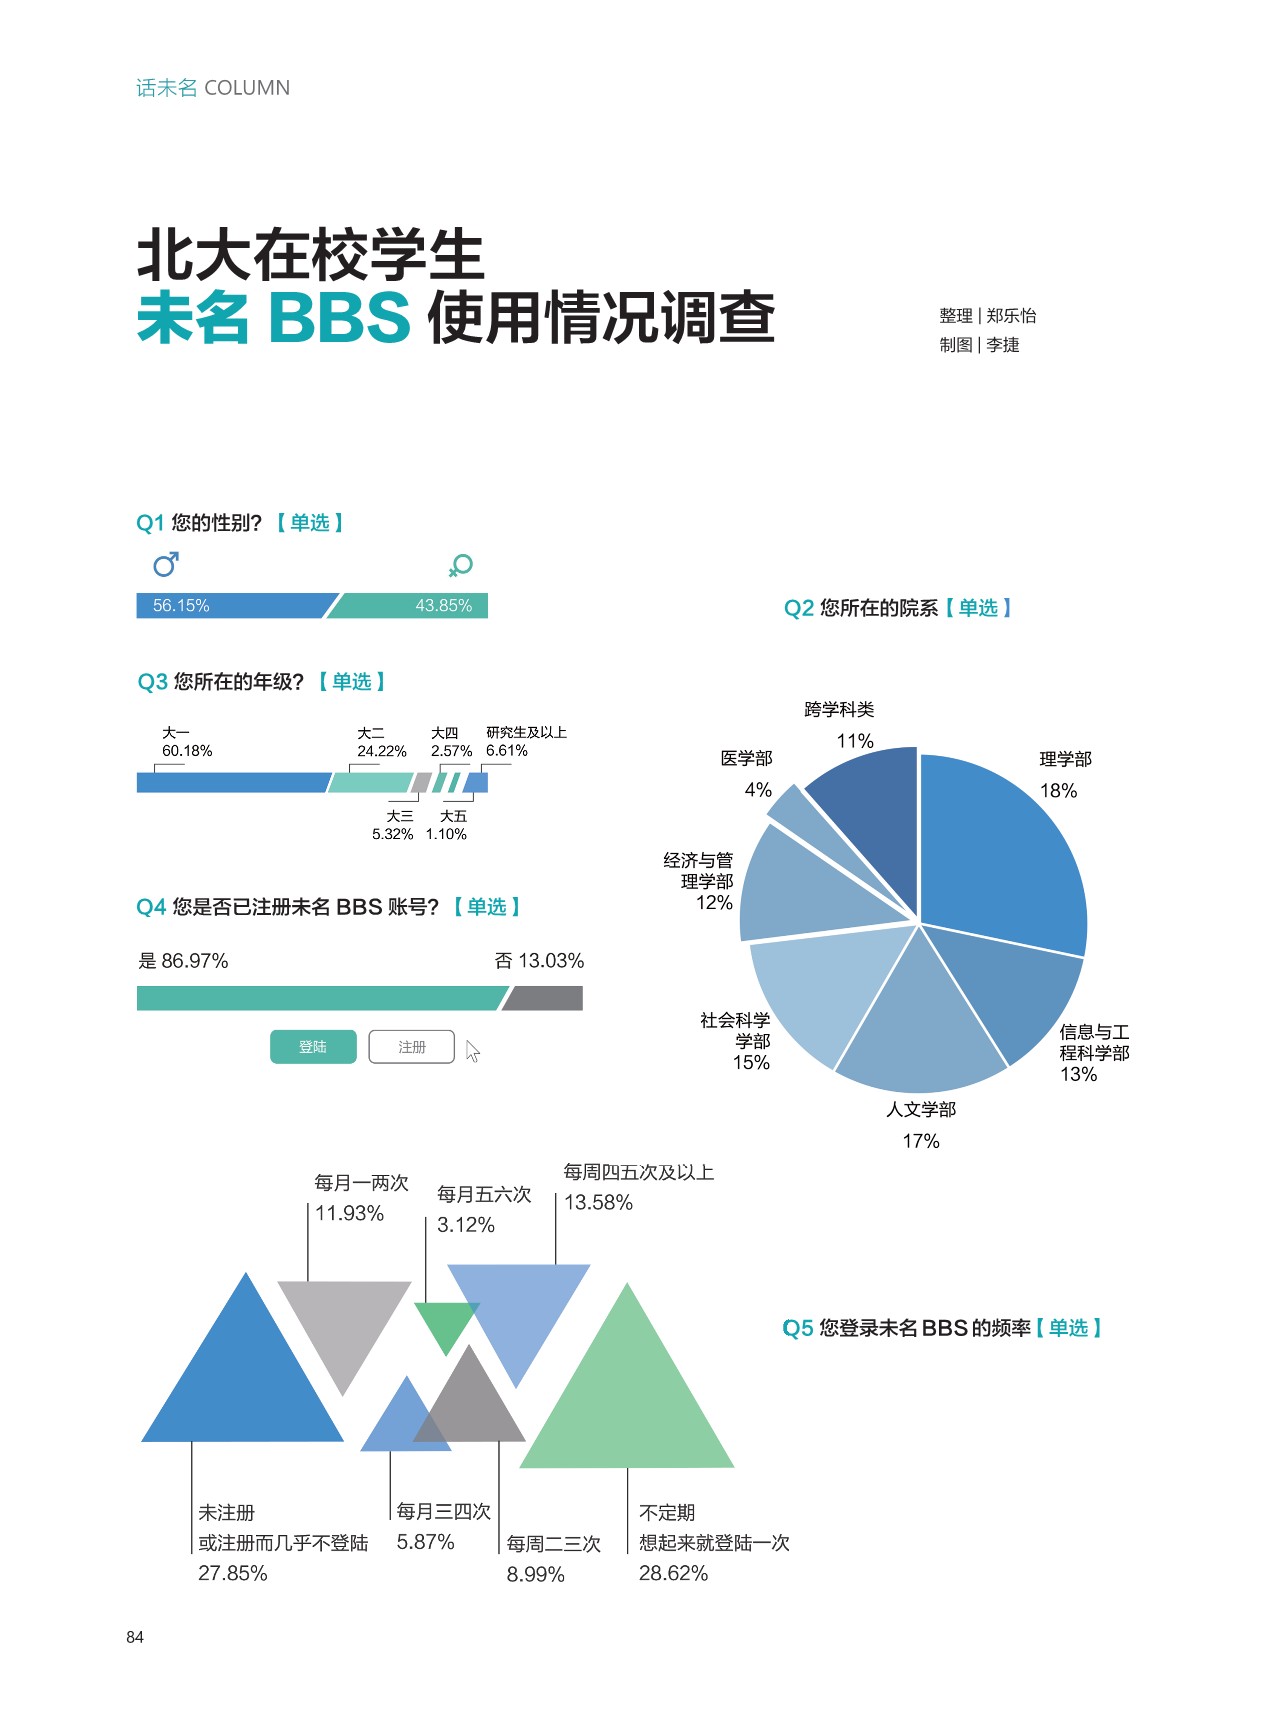 话未名 COLUMN
北大在校学生
未名 BBS 使用情况调查
整理 | 郑乐怡
制图 | 李捷
Q1 您的性别？【 单选 】
56.15%
43.85%
Q3 您所在的年级？【 单选 】
大一
60.18%
大二
24.22%
大四
2.57%
研究生及以上
6.61%
大三
5.32%
大五
1.10%
Q4 您是否已注册未名 BBS 账号？【 单选 】
是 86.97%
否 13.03%
登陆
注册
Q2 您所在的院系【 单选 】
跨学科类
11%
医学部
4%
理学部
18%
经济与管
理学部
12%
社会科学
学部
15%
信息与工
程科学部
13%
人文学部
17%
每月一两次
11.93%
每月五六次
3.12%
每周四五次及以上
13.58%
Q5 您登录未名 BBS 的频率【 单选 】
未注册
或注册而几乎不登陆
27.85%
每月三四次
5.87%
每周二三次
8.99%
不定期
想起来就登陆一次
28.62%
84